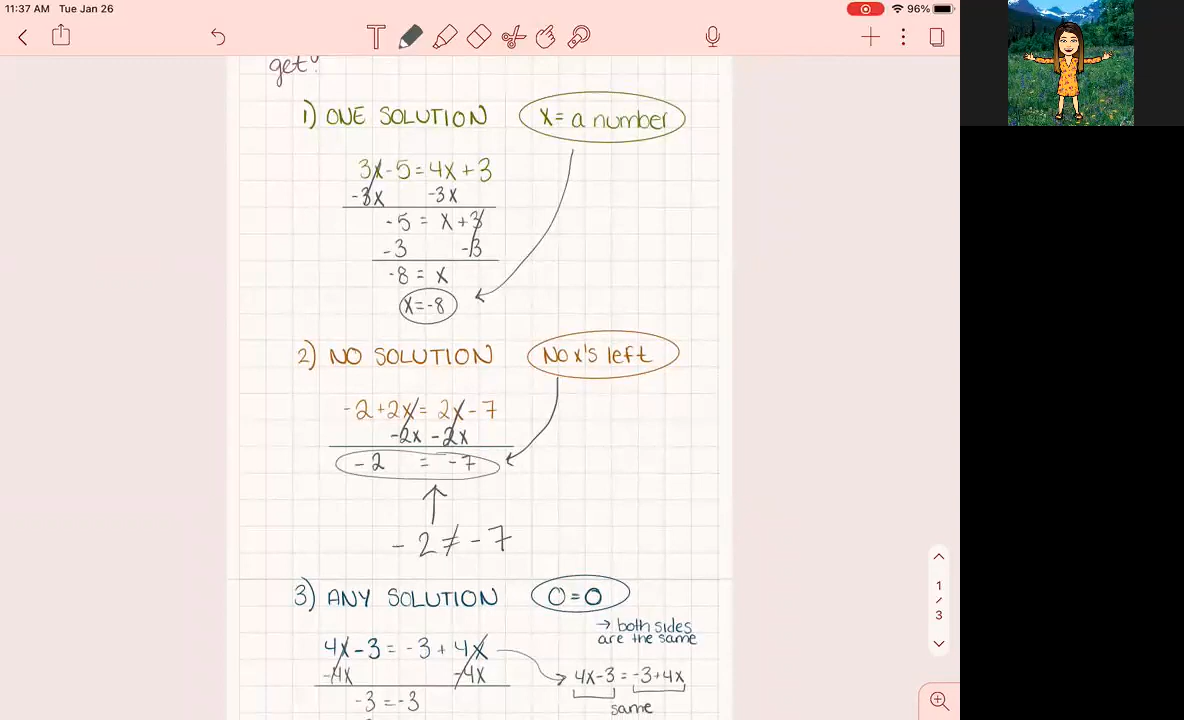 11:37 AM Tue Jan 26
96%
get?
1) ONE SOLUTION
x = a number
3x - 5 = 4x + 3
-3x -3x
-5 = x + 3
-3 -3
-8 = x
x = -8
2) NO SOLUTION
No x's left
-2 + 2x = 2x - 7
-2x -2x
-2 = -7
-2 ≠ -7
3) ANY SOLUTION
0 = 0
→ both sides
are the same
4x - 3 = -3 + 4x
-4x -4x
4x - 3 = -3 + 4x
-3 = -3
same
1
/
3